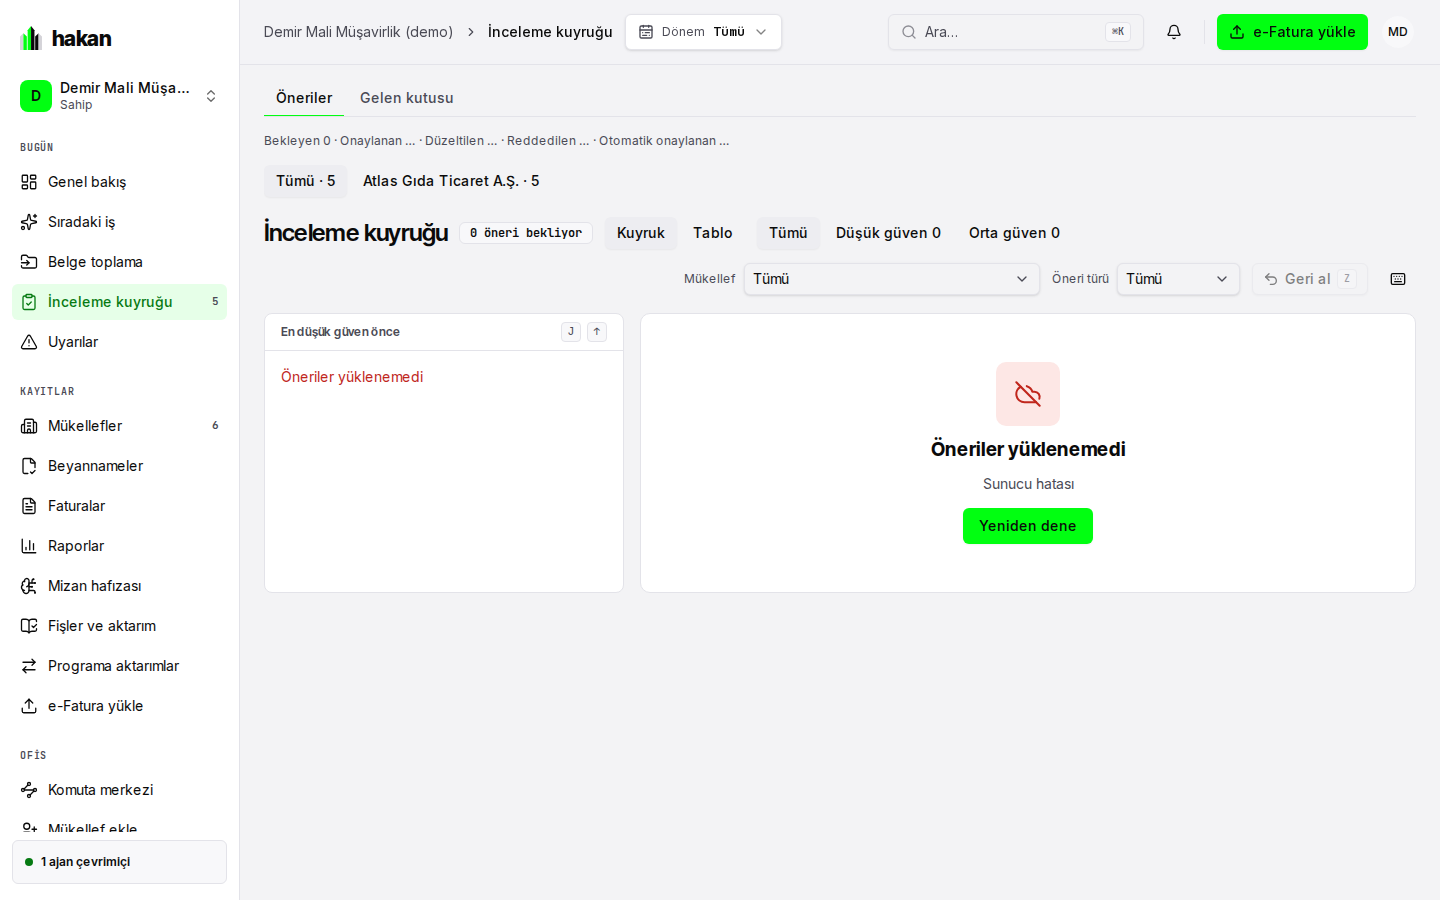 hakan
Demir Mali Müşavirlik (demo) > İnceleme kuyruğu
Dönem Tümü
Ara...
⌘K
e-Fatura yükle
MD
D
Demir Mali Müşa...
Sahip
BUGÜN
Genel bakış
Sıradaki iş
Belge toplama
İnceleme kuyruğu 5
Uyarılar
KAYITLAR
Mükellefler 6
Beyannameler
Faturalar
Raporlar
Mizan hafızası
Fişler ve aktarım
Programa aktarımlar
e-Fatura yükle
OFİS
Komuta merkezi
Mükellef ekle
1 ajan çevrimiçi
Öneriler Gelen kutusu
Bekleyen 0 · Onaylanan ... · Düzeltilen ... · Reddedilen ... · Otomatik onaylanan ...
Tümü · 5 Atlas Gıda Ticaret A.Ş. · 5
İnceleme kuyruğu 0 öneri bekliyor Kuyruk Tablo Tümü Düşük güven 0 Orta güven 0
Mükellef Tümü Öneri türü Tümü Geri al Z
En düşük güven önce J ↑
Öneriler yüklenemedi
Öneriler yüklenemedi
Sunucu hatası
Yeniden dene